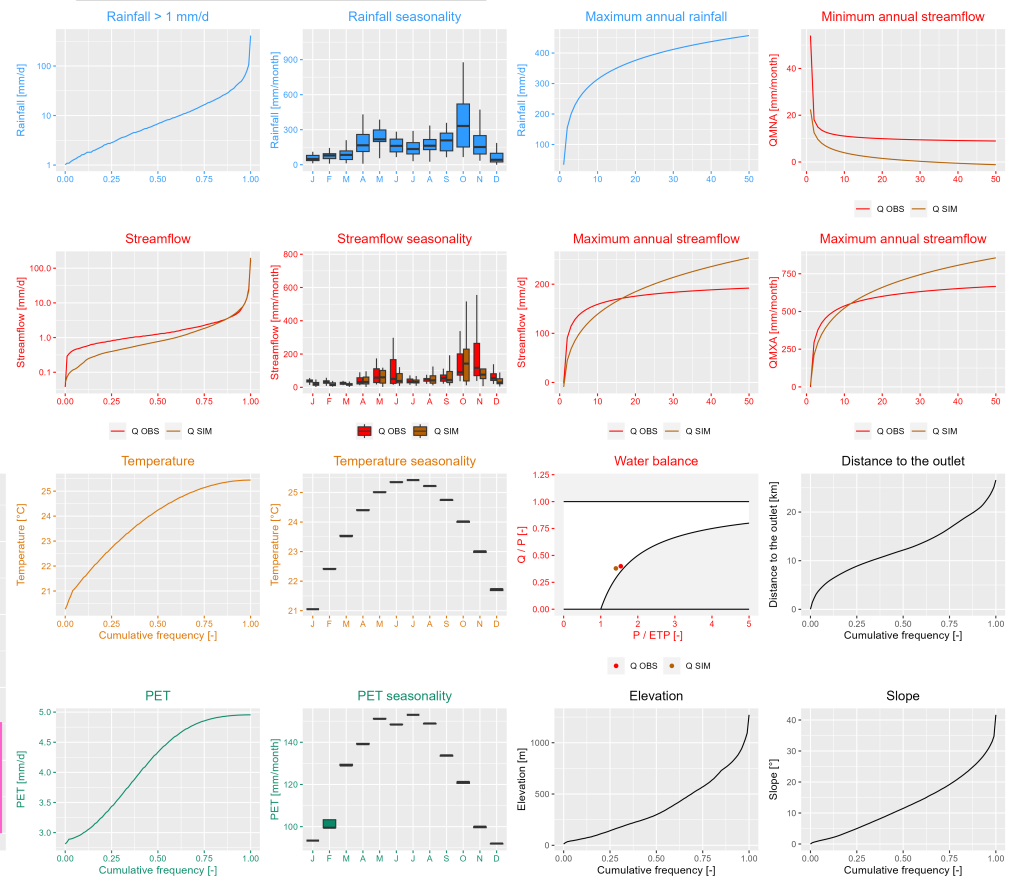 Rainfall > 1 mm/d
Rainfall [mm/d]
100
10
1
0.00 0.25 0.50 0.75 1.00
Rainfall seasonality
Rainfall [mm/month]
900
600
300
0
J F M A M J J A S O N D
Maximum annual rainfall
Rainfall [mm/d]
400
300
200
100
0 10 20 30 40 50
Minimum annual streamflow
QMNA [mm/month]
40
20
0
0 10 20 30 40 50
Q OBS Q SIM
Streamflow
Streamflow [mm/d]
100.0
10.0
1.0
0.1
0.00 0.25 0.50 0.75 1.00
Q OBS Q SIM
Streamflow seasonality
Streamflow [mm/month]
800
600
400
200
0
J F M A M J J A S O N D
Q OBS Q SIM
Maximum annual streamflow
Streamflow [mm/d]
200
100
0
0 10 20 30 40 50
Q OBS Q SIM
Maximum annual streamflow
QMXA [mm/month]
750
500
250
0
0 10 20 30 40 50
Q OBS Q SIM
Temperature
Temperature [°C]
25
24
23
22
21
0.00 0.25 0.50 0.75 1.00
Cumulative frequency [-]
Temperature seasonality
Temperature [°C]
25
24
23
22
21
J F M A M J J A S O N D
Water balance
Q / P [-]
1.25
1.00
0.75
0.50
0.25
0.00
0 1 2 3 4 5
P / ETP [-]
Q OBS Q SIM
Distance to the outlet
Distance to the outlet [km]
20
10
0
0.00 0.25 0.50 0.75 1.00
Cumulative frequency [-]
PET
PET [mm/d]
5.0
4.5
4.0
3.5
3.0
0.00 0.25 0.50 0.75 1.00
Cumulative frequency [-]
PET seasonality
PET [mm/month]
140
120
100
J F M A M J J A S O N D
Elevation
Elevation [m]
1000
500
0
0.00 0.25 0.50 0.75 1.00
Cumulative frequency [-]
Slope
Slope [°]
40
30
20
10
0
0.00 0.25 0.50 0.75 1.00
Cumulative frequency [-]